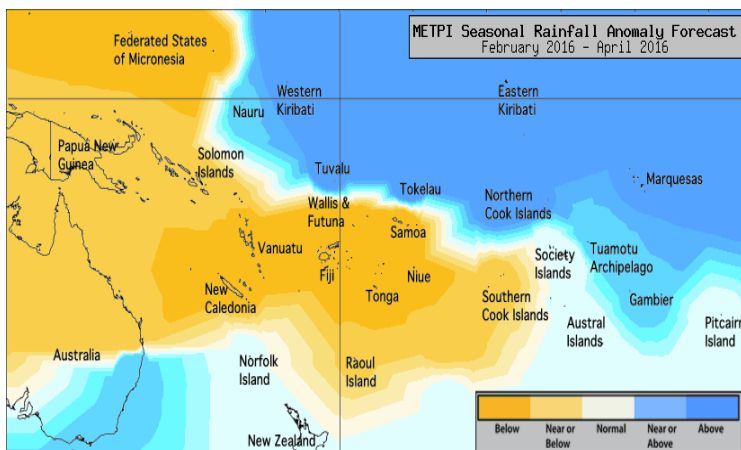 METPI Seasonal Rainfall Anomaly Forecast
February 2016 - April 2016
Federated States
of Micronesia
Western
Kiribati
Eastern
Kiribati
Nauru
Papua New
Guinea
Solomon
Islands
Tuvalu
Tokelau
Marquesas
Northern
Cook Islands
Wallis &
Futuna
Samoa
Vanuatu
Fiji
Niue
Society
Islands
Tuamotu
Archipelago
New
Caledonia
Tonga
Southern
Cook Islands
Gambier
Austral
Islands
Pitcairn
Island
Australia
Norfolk
Island
Raoul
Island
New Zealand
Below
Near or
Below
Normal
Near or
Above
Above